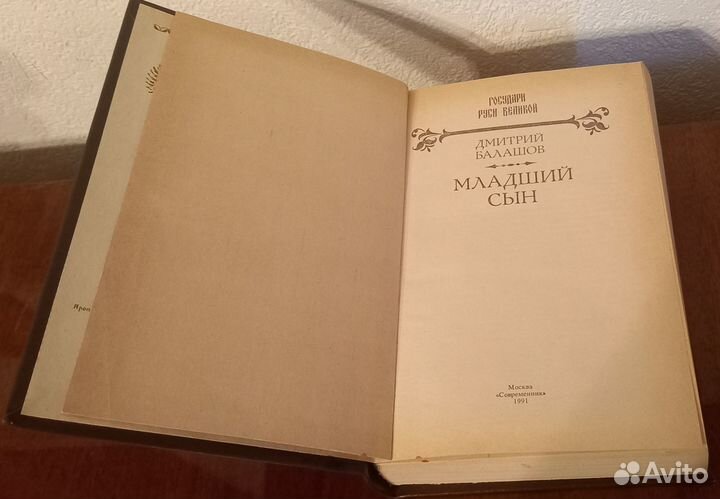 ГОСУДАРИ
РУСИ ВЕЛИКОЙ
ДМИТРИЙ
БАЛАШОВ
МЛАДШИЙ
СЫН
Москва
«Современник»
1991
Avito